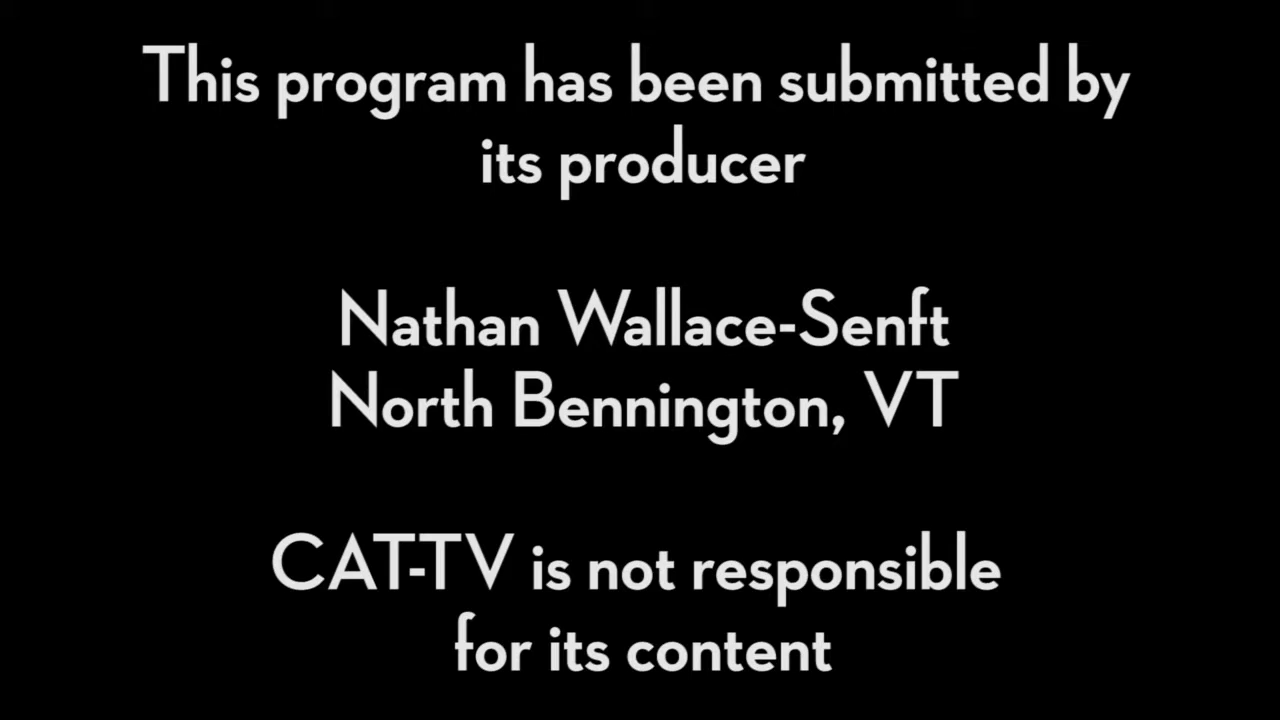 This program has been submitted by
its producer
Nathan Wallace-Senft
North Bennington, VT
CAT-TV is not responsible
for its content